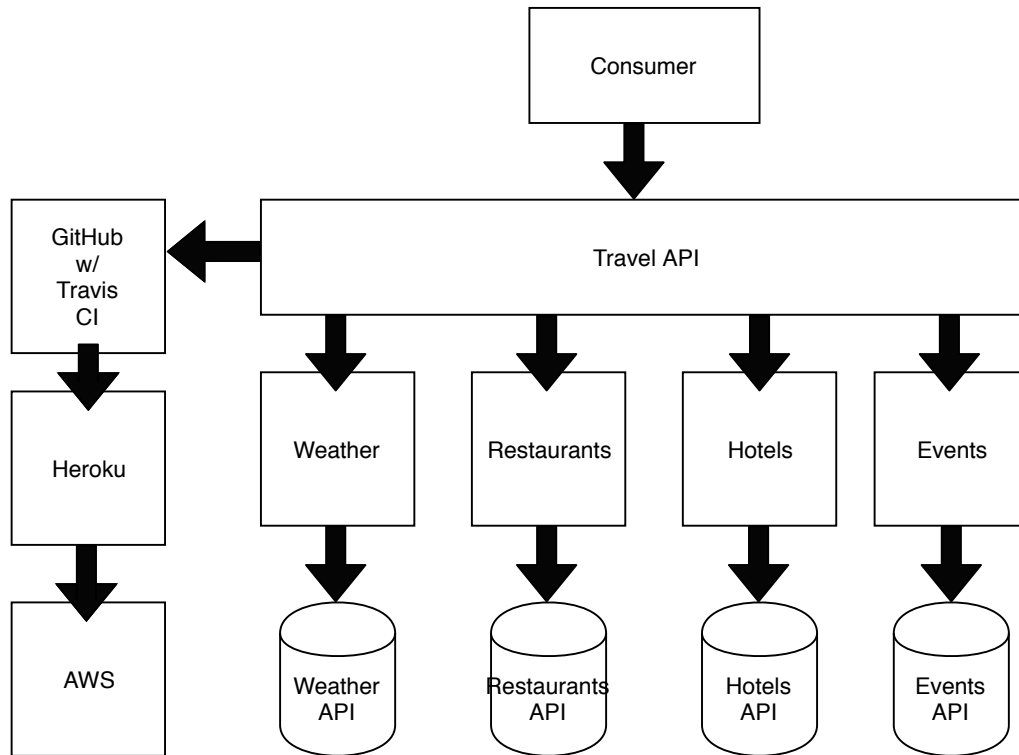 Consumer
GitHub
w/
Travis
CI
Travel API
Heroku
Weather
Restaurants
Hotels
Events
AWS
Weather
API
Restaurants
API
Hotels
API
Events
API